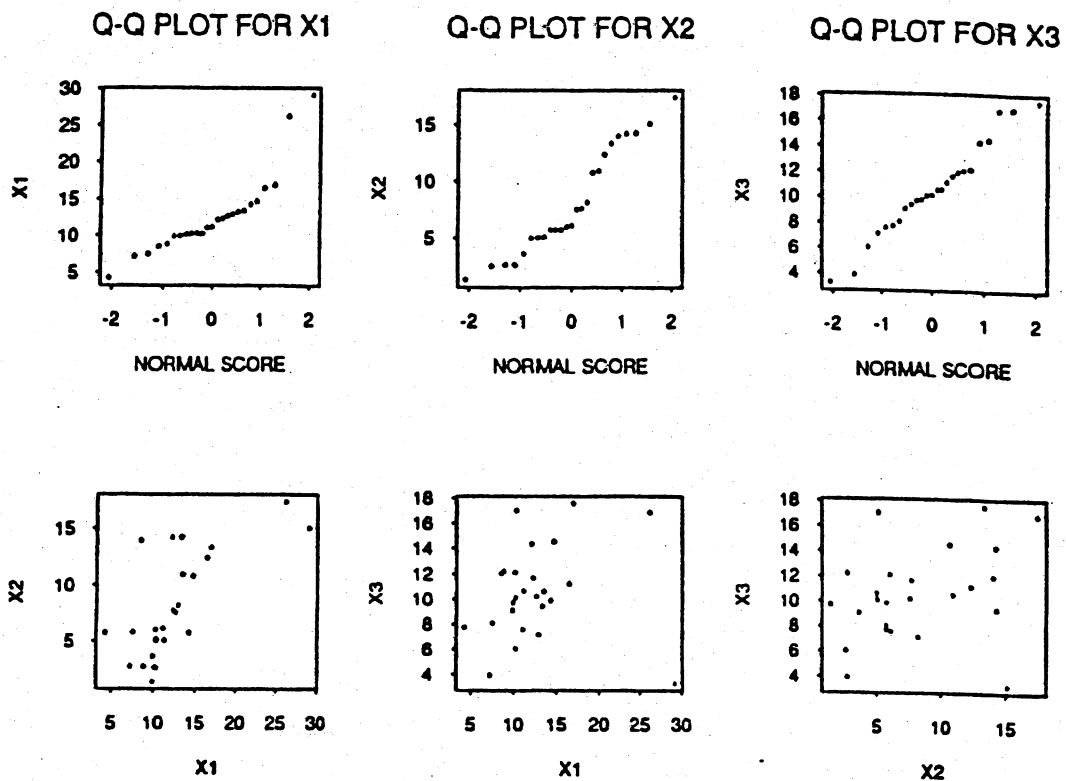 Q-Q PLOT FOR X1
Q-Q PLOT FOR X2
Q-Q PLOT FOR X3
30
25
20
15
10
5
X1
-2 -1 0 1 2
NORMAL SCORE
15
10
5
X2
-2 -1 0 1 2
NORMAL SCORE
18
16
14
12
10
8
6
4
X3
-2 -1 0 1 2
NORMAL SCORE
15
10
5
X2
5 10 15 20 25 30
X1
18
16
14
12
10
8
6
4
X3
5 10 15 20 25 30
X1
18
16
14
12
10
8
6
4
X3
5 10 15
X2